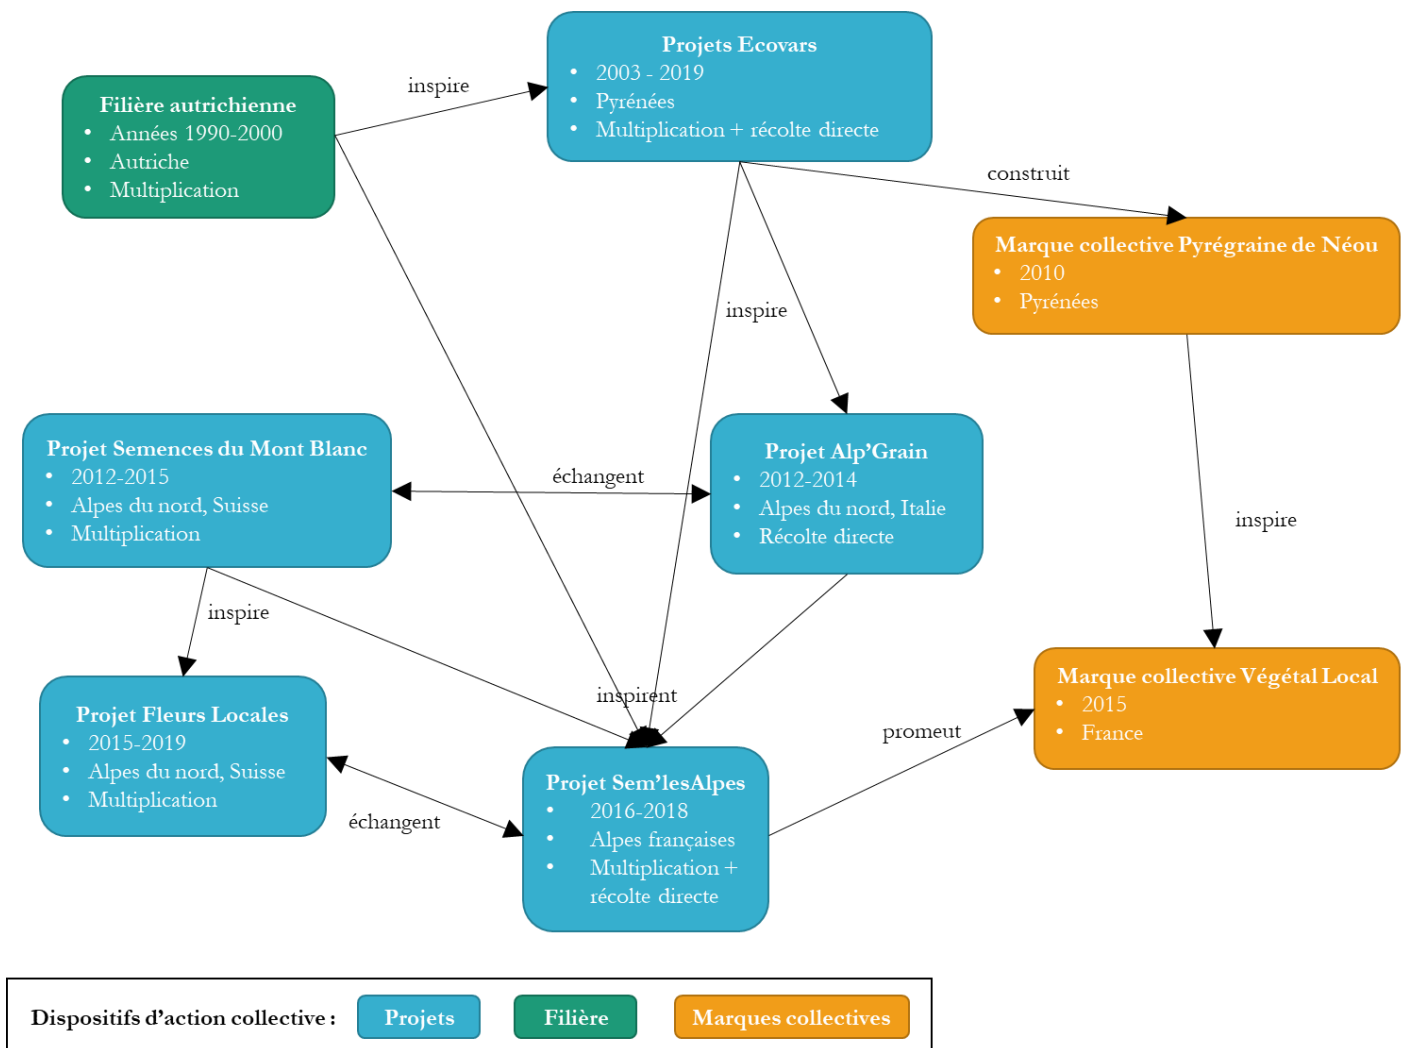 Projets Ecovars
• 2003 - 2019
• Pyrénées
• Multiplication + récolte directe
inspire
Filière autrichienne
• Années 1990-2000
• Autriche
• Multiplication
construit
Marque collective Pyrégraine de Néou
• 2010
• Pyrénées
inspire
Projet Semences du Mont Blanc
• 2012-2015
• Alpes du nord, Suisse
• Multiplication
échangent
Projet Alp’Grain
• 2012-2014
• Alpes du nord, Italie
• Récolte directe
inspire
inspire
Projet Fleurs Locales
• 2015-2019
• Alpes du nord, Suisse
• Multiplication
inspirent
échangent
Projet Sem’lesAlpes
• 2016-2018
• Alpes françaises
• Multiplication +
récolte directe
promeut
Marque collective Végétal Local
• 2015
• France
Dispositifs d’action collective :
Projets
Filière
Marques collectives